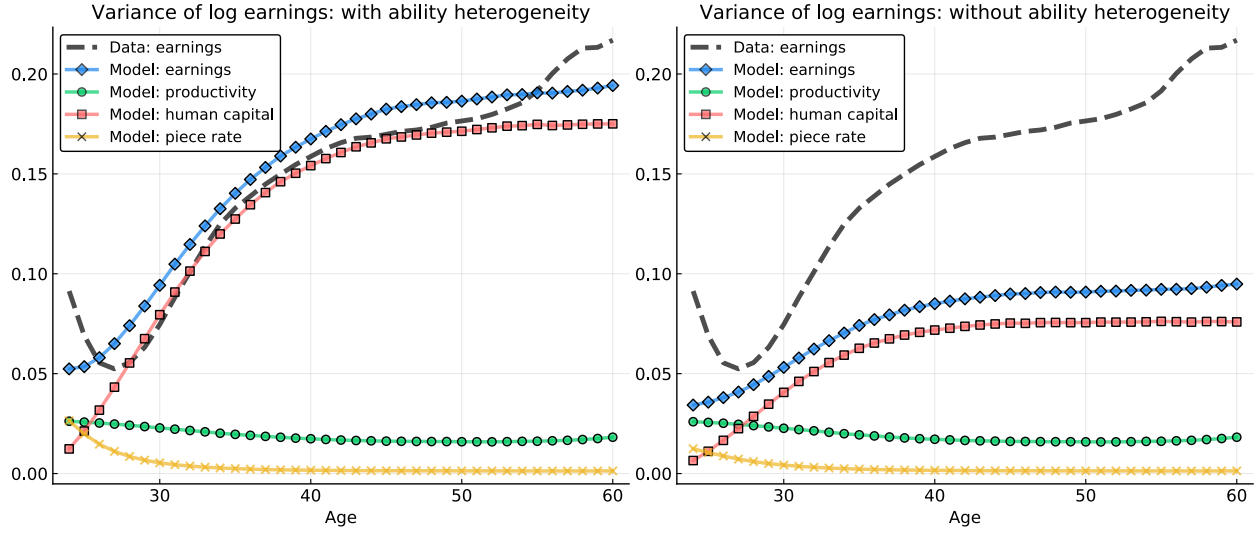 Variance of log earnings: with ability heterogeneity
Data: earnings
Model: earnings
Model: productivity
Model: human capital
Model: piece rate
0.20
0.15
0.10
0.05
0.00
30
40
50
60
Age
Variance of log earnings: without ability heterogeneity
Data: earnings
Model: earnings
Model: productivity
Model: human capital
Model: piece rate
0.20
0.15
0.10
0.05
0.00
30
40
50
60
Age